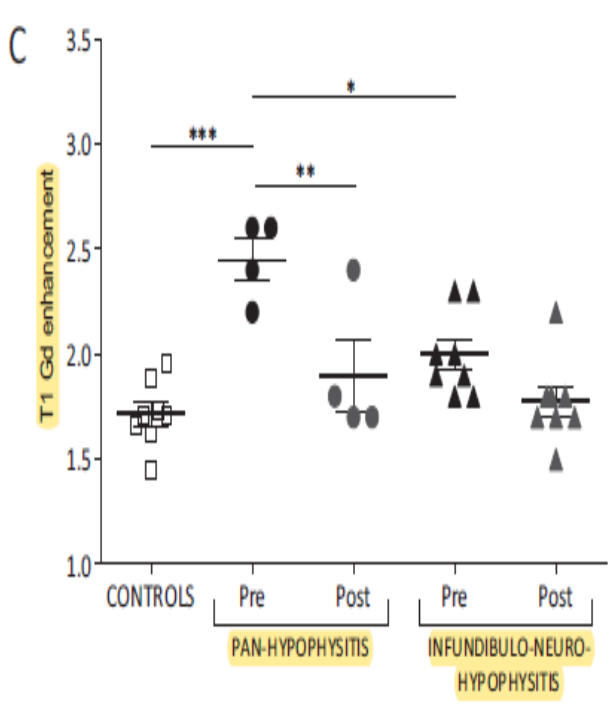 C
T1 Gd enhancement
3.5
3.0
2.5
2.0
1.5
1.0
*
***
**
CONTROLS
Pre
Post
Pre
Post
PAN-HYPOPHYSITIS
INFUNDIBULO-NEURO-
HYPOPHYSITIS